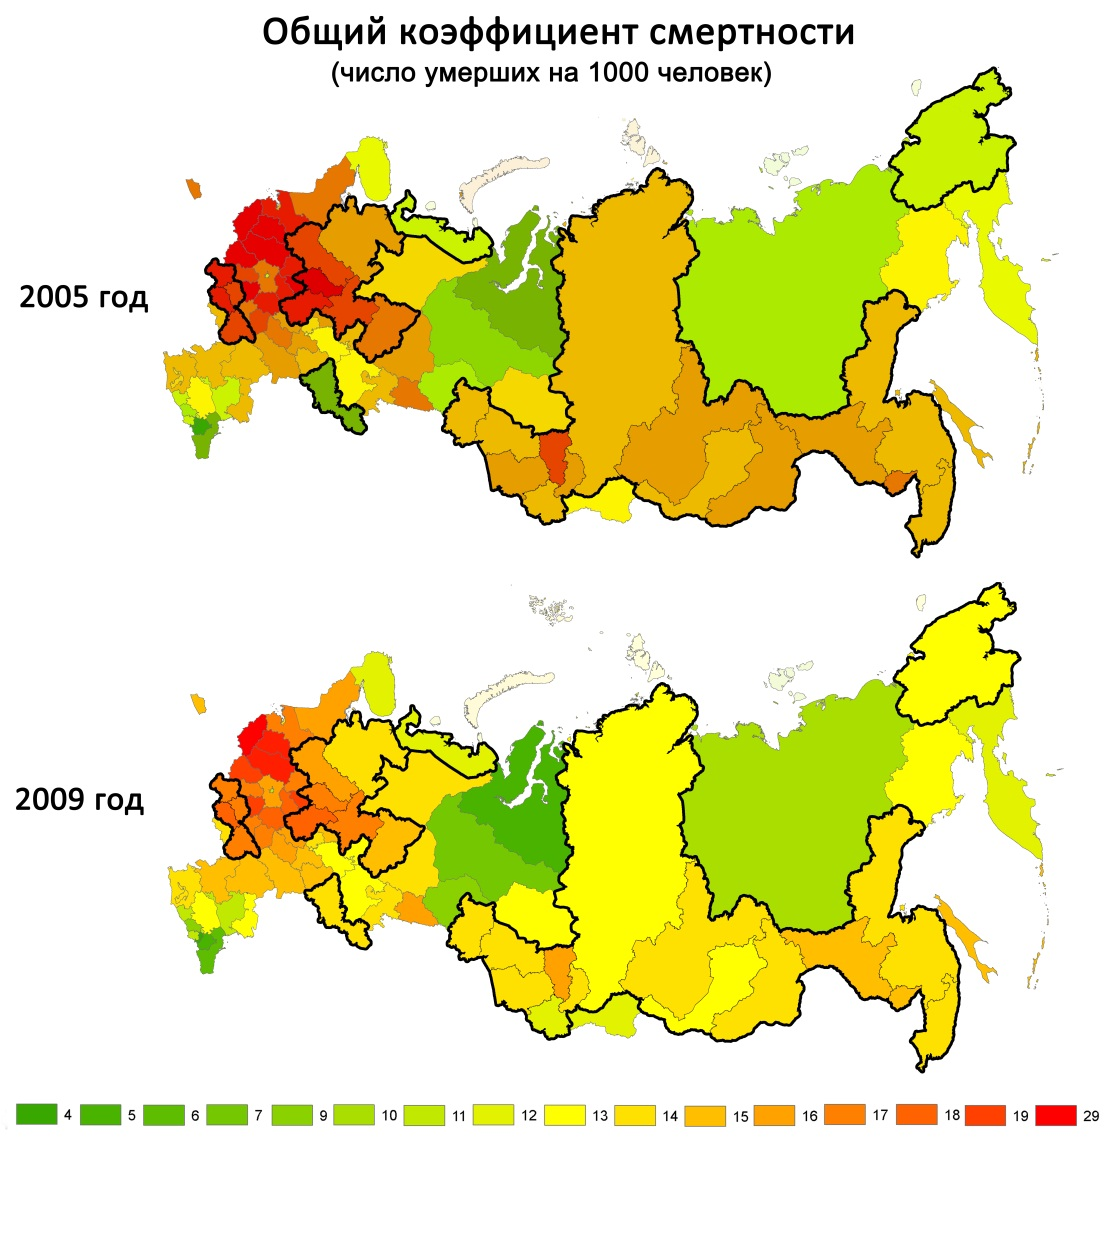 Общий коэффициент смертности
(число умерших на 1000 человек)
2005 год
2009 год
4 5 6 7 9 10 11 12 13 14 15 16 17 18 19 29